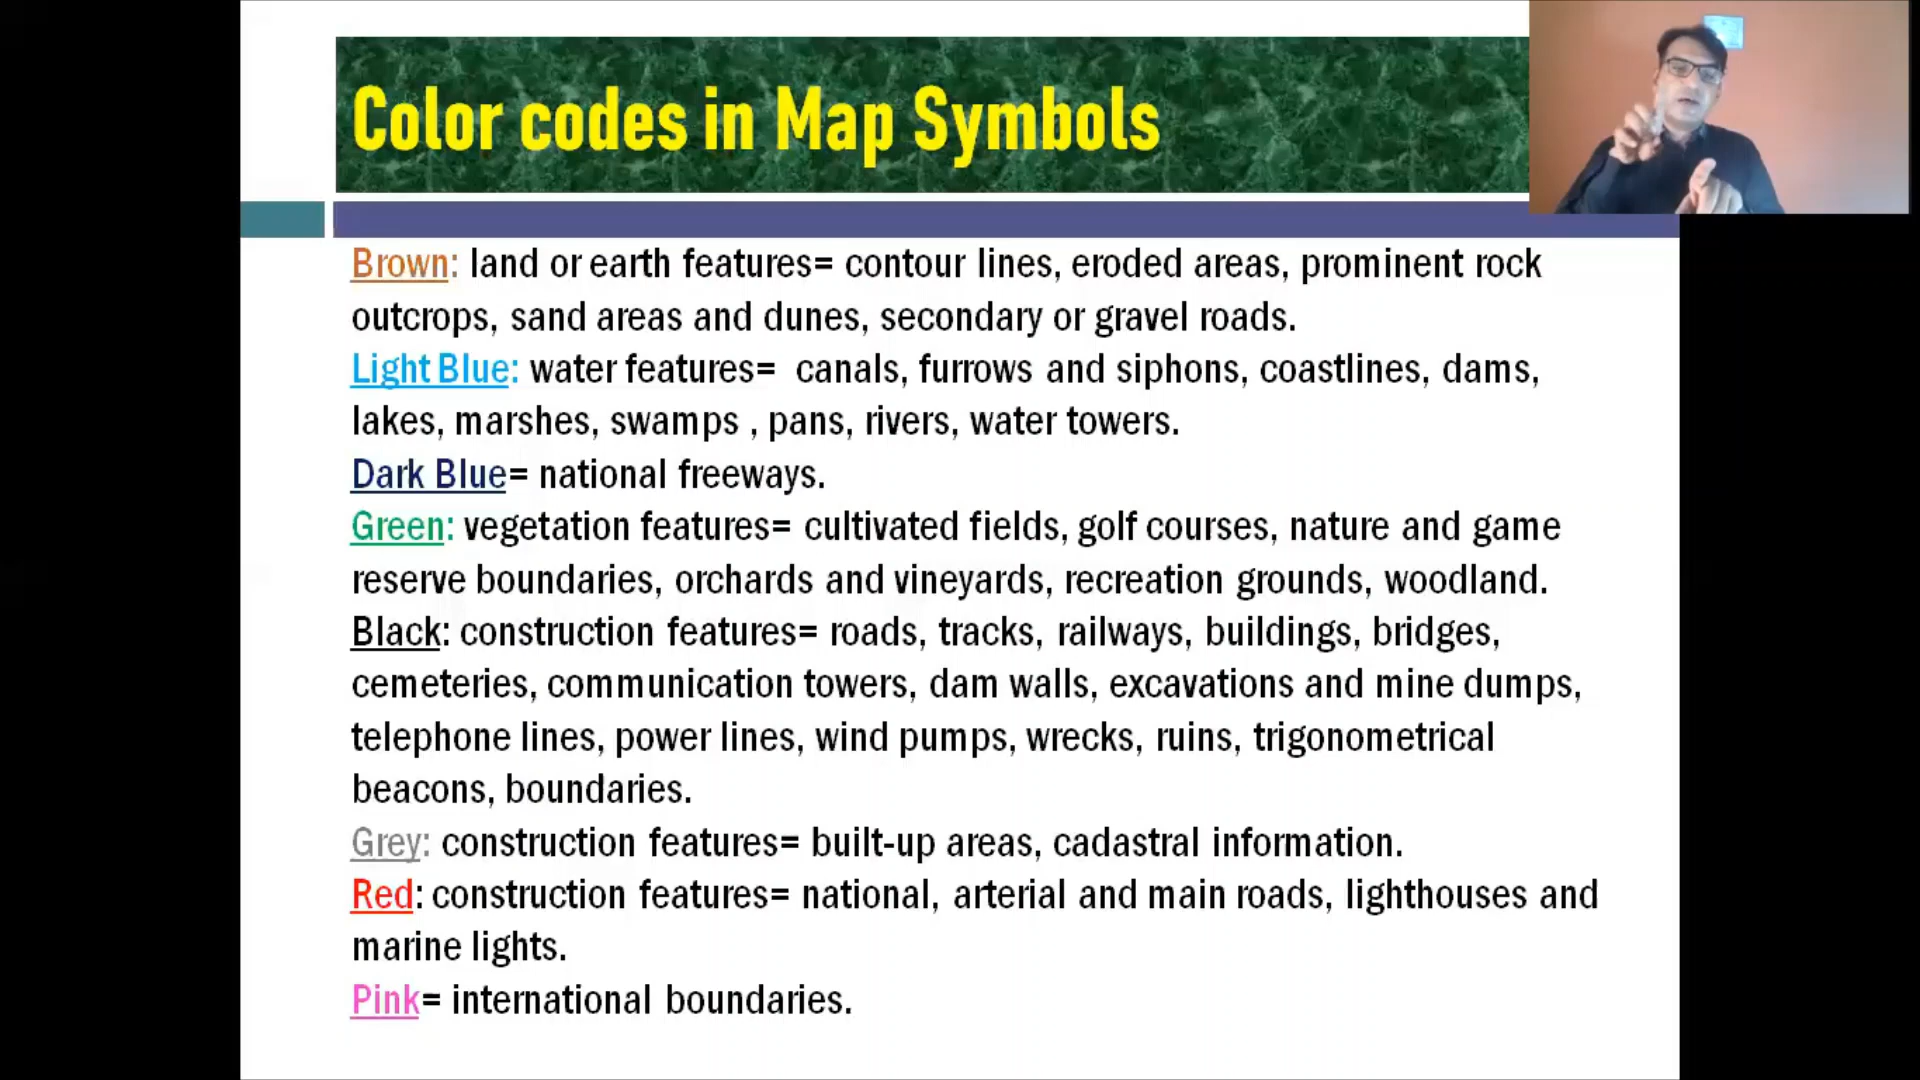 Color codes in Map Symbols
Brown: land or earth features= contour lines, eroded areas, prominent rock
outcrops, sand areas and dunes, secondary or gravel roads.
Light Blue: water features=  canals, furrows and siphons, coastlines, dams,
lakes, marshes, swamps , pans, rivers, water towers.
Dark Blue= national freeways.
Green: vegetation features= cultivated fields, golf courses, nature and game
reserve boundaries, orchards and vineyards, recreation grounds, woodland.
Black: construction features= roads, tracks, railways, buildings, bridges,
cemeteries, communication towers, dam walls, excavations and mine dumps,
telephone lines, power lines, wind pumps, wrecks, ruins, trigonometrical
beacons, boundaries.
Grey: construction features= built-up areas, cadastral information.
Red: construction features= national, arterial and main roads, lighthouses and
marine lights.
Pink= international boundaries.